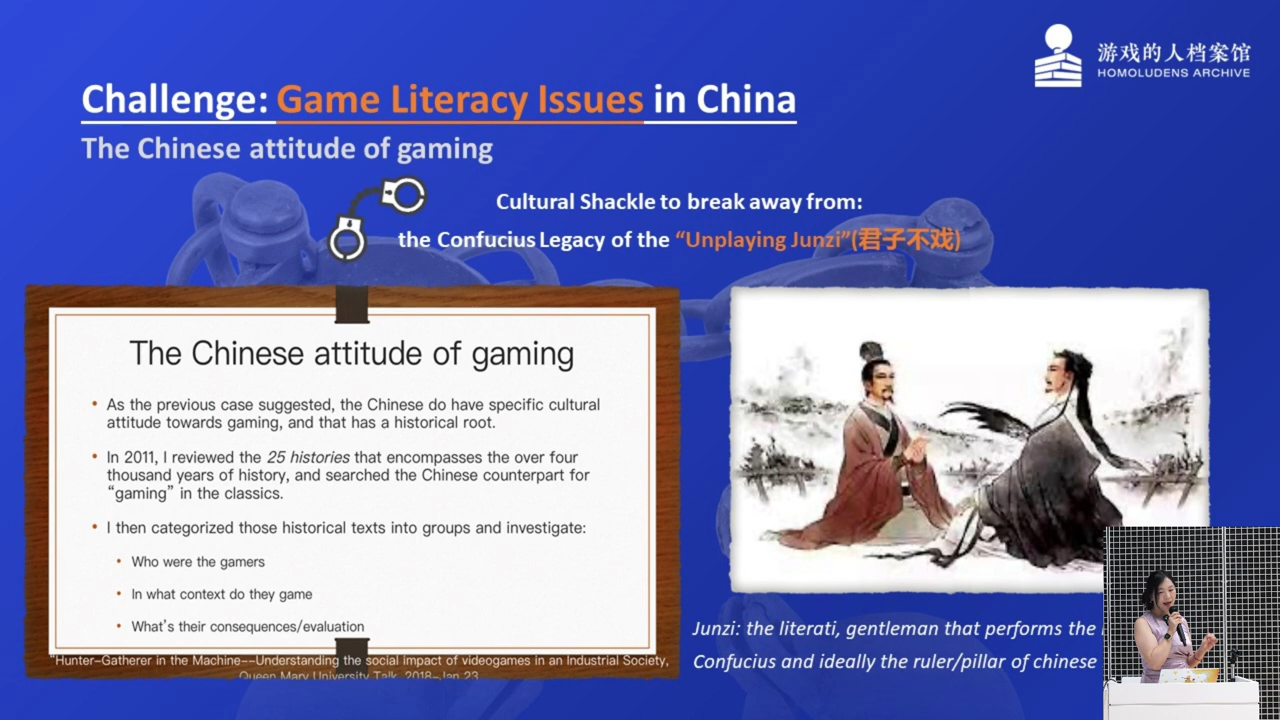 游戏的人档案馆
HOMOLUDENS ARCHIVE
Challenge: Game Literacy Issues in China
The Chinese attitude of gaming
Cultural Shackle to break away from:
the Confucius Legacy of the “Unplaying Junzi”(君子不戏)
The Chinese attitude of gaming
• As the previous case suggested, the Chinese do have specific cultural
attitude towards gaming, and that has a historical root.
• In 2011, I reviewed the 25 histories that encompasses the over four
thousand years of history, and searched the Chinese counterpart for
“gaming” in the classics.
• I then categorized those historical texts into groups and investigate:
• Who were the gamers
• In what context do they game
• What's their consequences/evaluation
“Hunter-Gatherer in the Machine--Understanding the social impact of videogames in an Industrial Society,
Queen Mary University Talk, 2018-Jan 23
Junzi: the literati, gentleman that performs the
Confucius and ideally the ruler/pillar of chinese